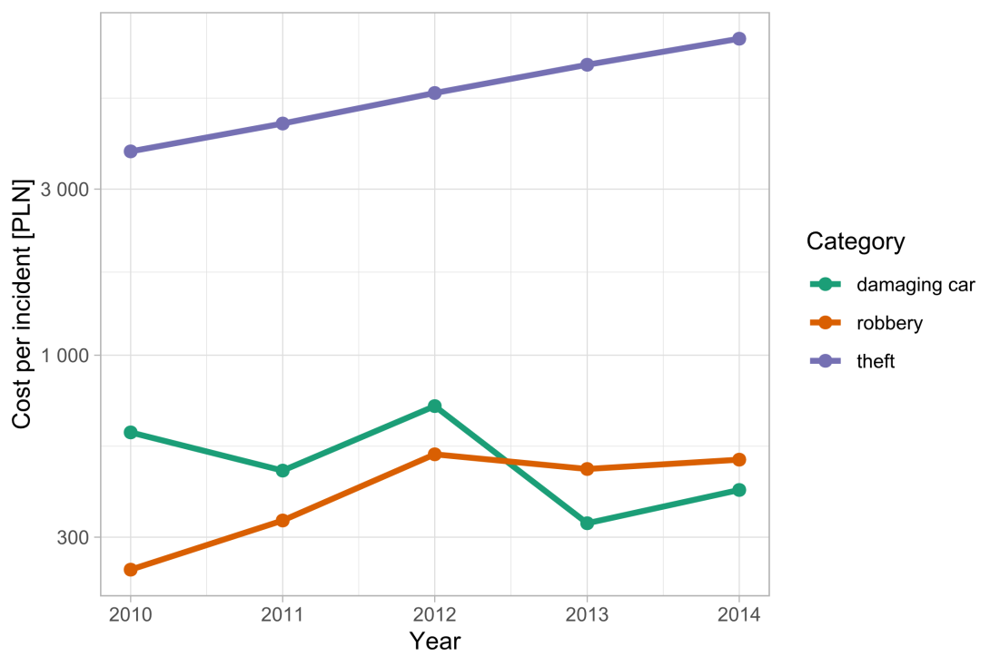 Cost per incident [PLN]
3 000
1 000
300
2010 2011 2012 2013 2014
Year
Category
damaging car
robbery
theft